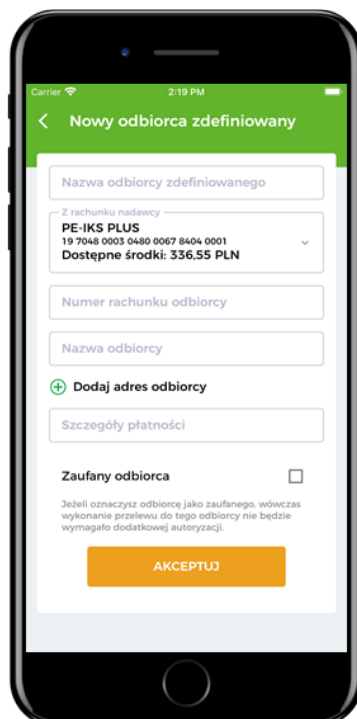 Carrier 2:19 PM
Nowy odbiorca zdefiniowany
Nazwa odbiorcy zdefiniowanego
Z rachunku nadawcy
PE-IKS PLUS
19 7048 0003 0480 0067 8404 0001
Dostępne środki: 336,55 PLN
Numer rachunku odbiorcy
Nazwa odbiorcy
Dodaj adres odbiorcy
Szczegóły płatności
Zaufany odbiorca
Jeżeli oznaczysz odbiorcę jako zaufanego, wówczas
wykonanie przelewu do tego odbiorcy nie będzie
wymagało dodatkowej autoryzacji.
AKCEPTUJ